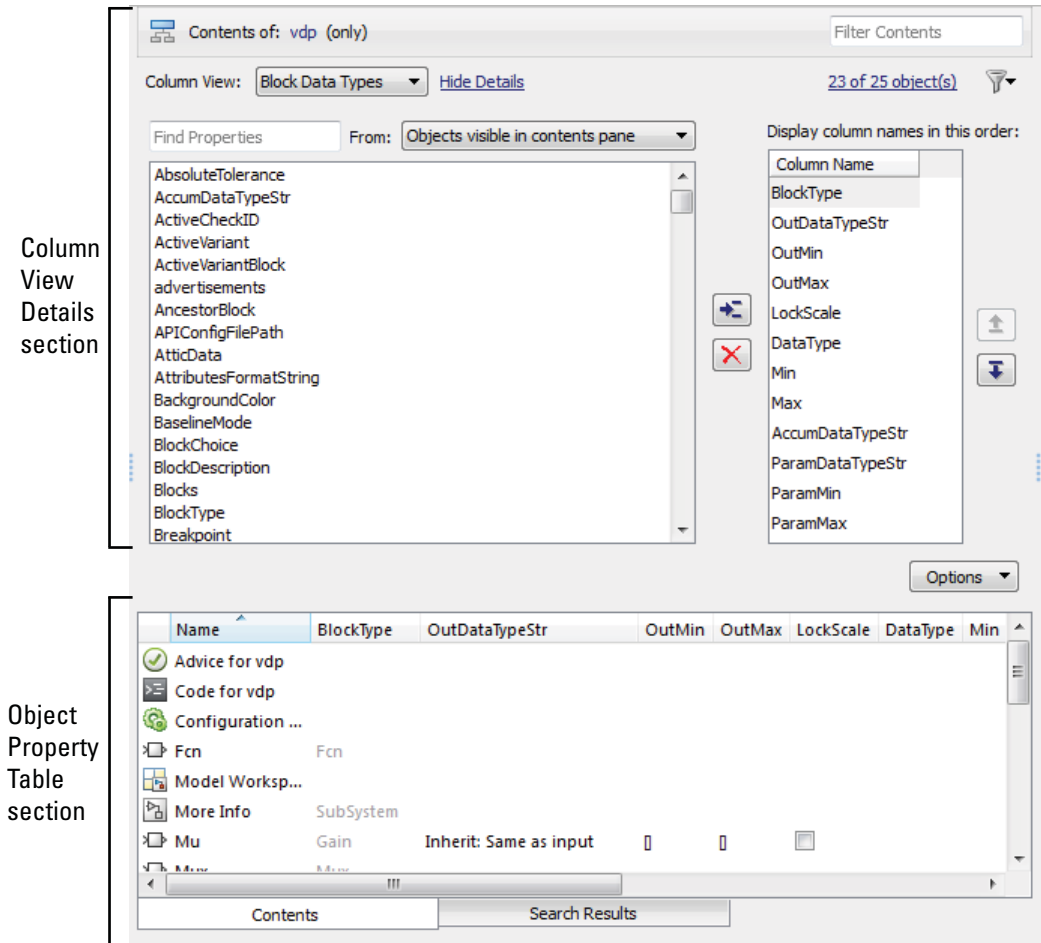 Contents of: vdp (only)
Filter Contents
Column View: Block Data Types Hide Details
23 of 25 object(s)
Find Properties
From: Objects visible in contents pane
Display column names in this order:
Column View Details section
AbsoluteTolerance
AccumDataTypeStr
ActiveCheckID
ActiveVariant
ActiveVariantBlock
advertisements
AncestorBlock
APIConfigFilePath
AtticData
AttributesFormatString
BackgroundColor
BaselineMode
BlockChoice
BlockDescription
Blocks
BlockType
Breakpoint
Column Name
BlockType
OutDataTypeStr
OutMin
OutMax
LockScale
DataType
Min
Max
AccumDataTypeStr
ParamDataTypeStr
ParamMin
ParamMax
Options
Object Property Table section
Name BlockType OutDataTypeStr OutMin OutMax LockScale DataType Min
Advice for vdp
Code for vdp
Configuration ...
Fcn Fcn
Model Worksp...
More Info SubSystem
Mu Gain Inherit: Same as input [] []
Mux Mux
Contents
Search Results